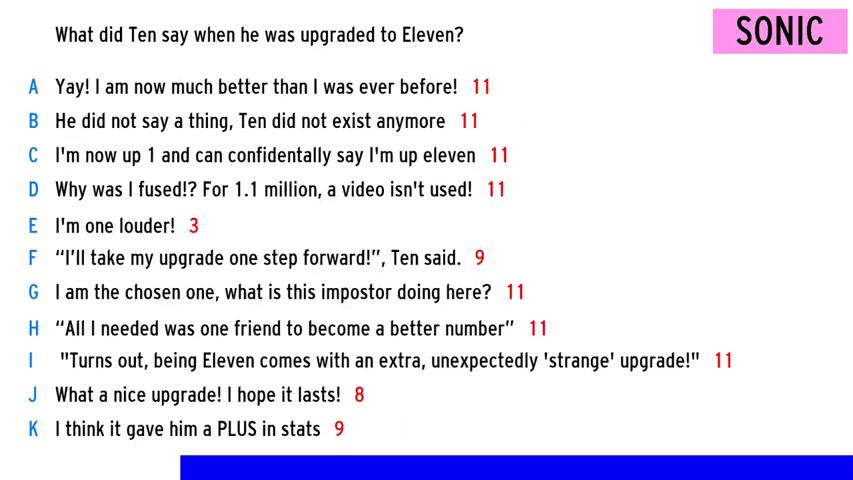 What did Ten say when he was upgraded to Eleven?
SONIC
A Yay! I am now much better than I was ever before! 11
B He did not say a thing, Ten did not exist anymore 11
C I'm now up 1 and can confidentally say I'm up eleven 11
D Why was I fused!? For 1.1 million, a video isn't used! 11
E I'm one louder! 3
F “I’ll take my upgrade one step forward!”, Ten said. 9
G I am the chosen one, what is this impostor doing here? 11
H “All I needed was one friend to become a better number” 11
I "Turns out, being Eleven comes with an extra, unexpectedly 'strange' upgrade!" 11
J What a nice upgrade! I hope it lasts! 8
K I think it gave him a PLUS in stats 9